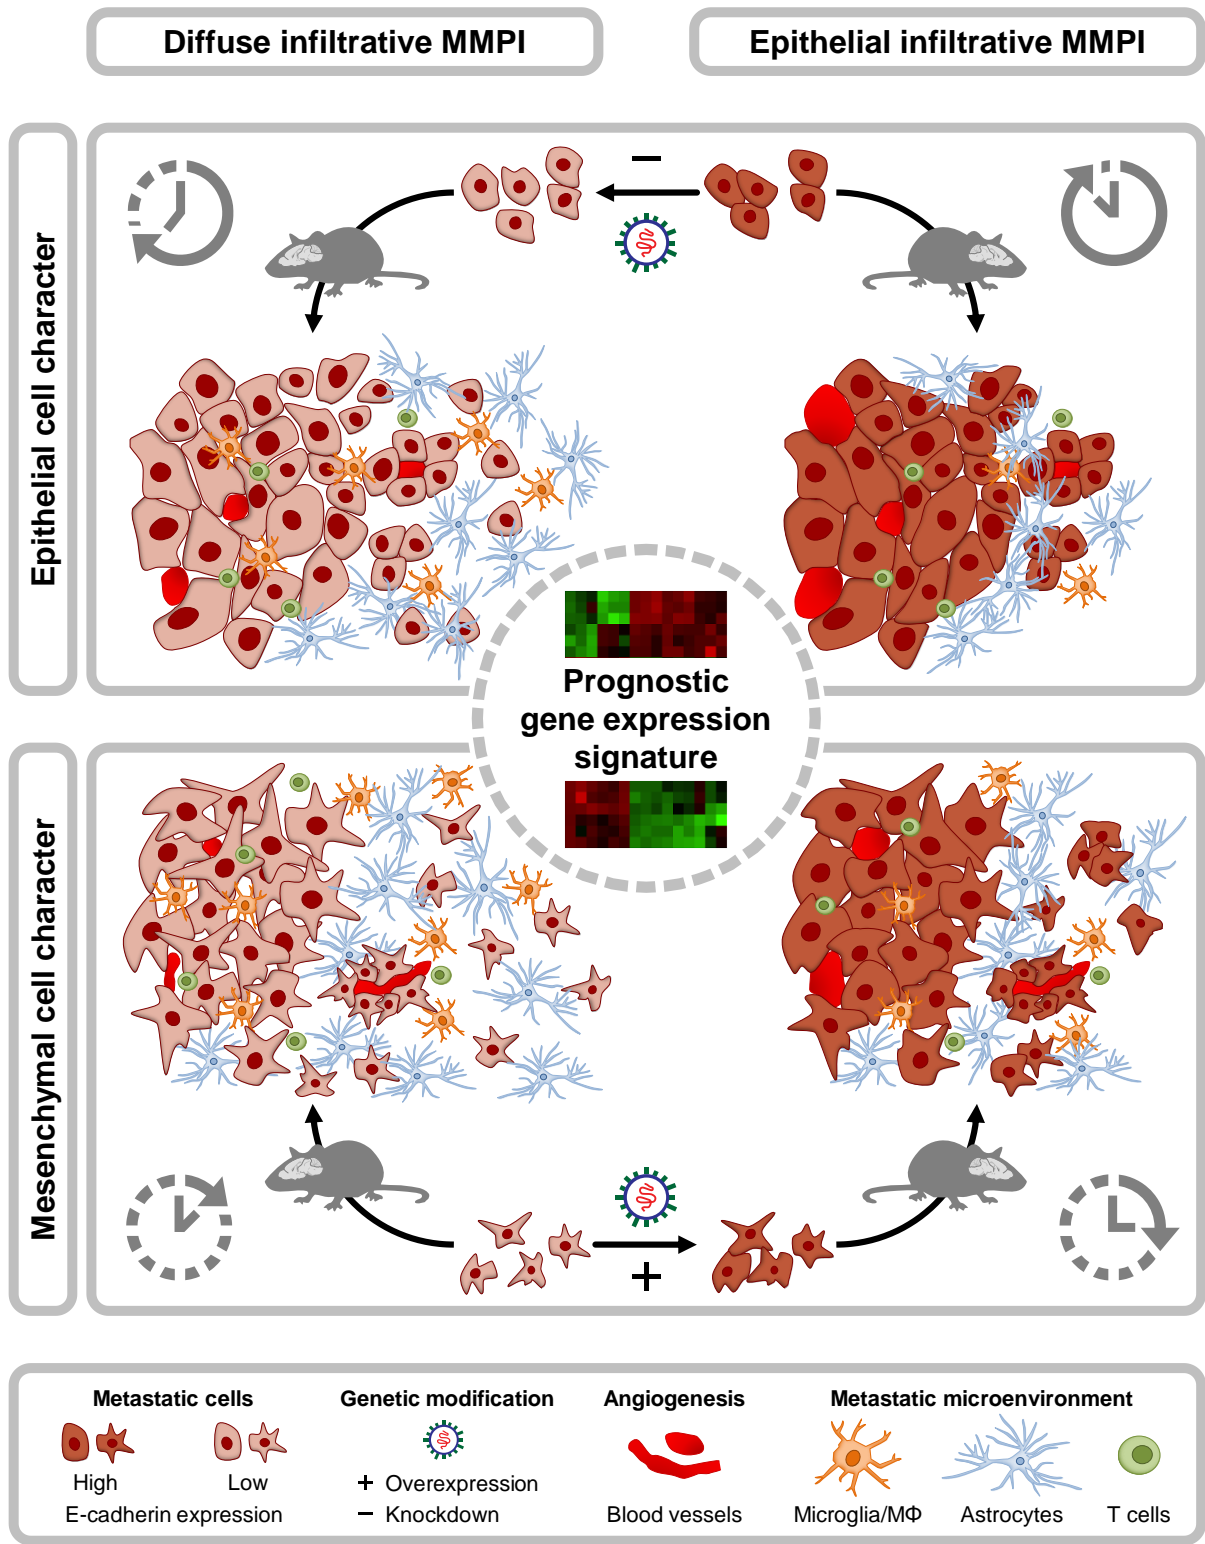 Diffuse infiltrative MMPI
Epithelial infiltrative MMPI
Epithelial cell character
Prognostic
gene expression
signature
Mesenchymal cell character
−
+
Metastatic cells
High
Low
E-cadherin expression
Genetic modification
+ Overexpression
− Knockdown
Angiogenesis
Blood vessels
Metastatic microenvironment
Microglia/MΦ
Astrocytes
T cells